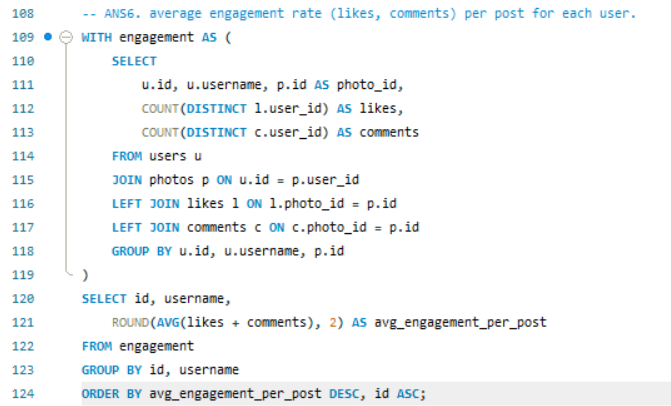 108 -- ANS6. average engagement rate (likes, comments) per post for each user.
109 WITH engagement AS (
110 SELECT
111 u.id, u.username, p.id AS photo_id,
112 COUNT(DISTINCT l.user_id) AS likes,
113 COUNT(DISTINCT c.user_id) AS comments
114 FROM users u
115 JOIN photos p ON u.id = p.user_id
116 LEFT JOIN likes l ON l.photo_id = p.id
117 LEFT JOIN comments c ON c.photo_id = p.id
118 GROUP BY u.id, u.username, p.id
119 )
120 SELECT id, username,
121 ROUND(AVG(likes + comments), 2) AS avg_engagement_per_post
122 FROM engagement
123 GROUP BY id, username
124 ORDER BY avg_engagement_per_post DESC, id ASC;